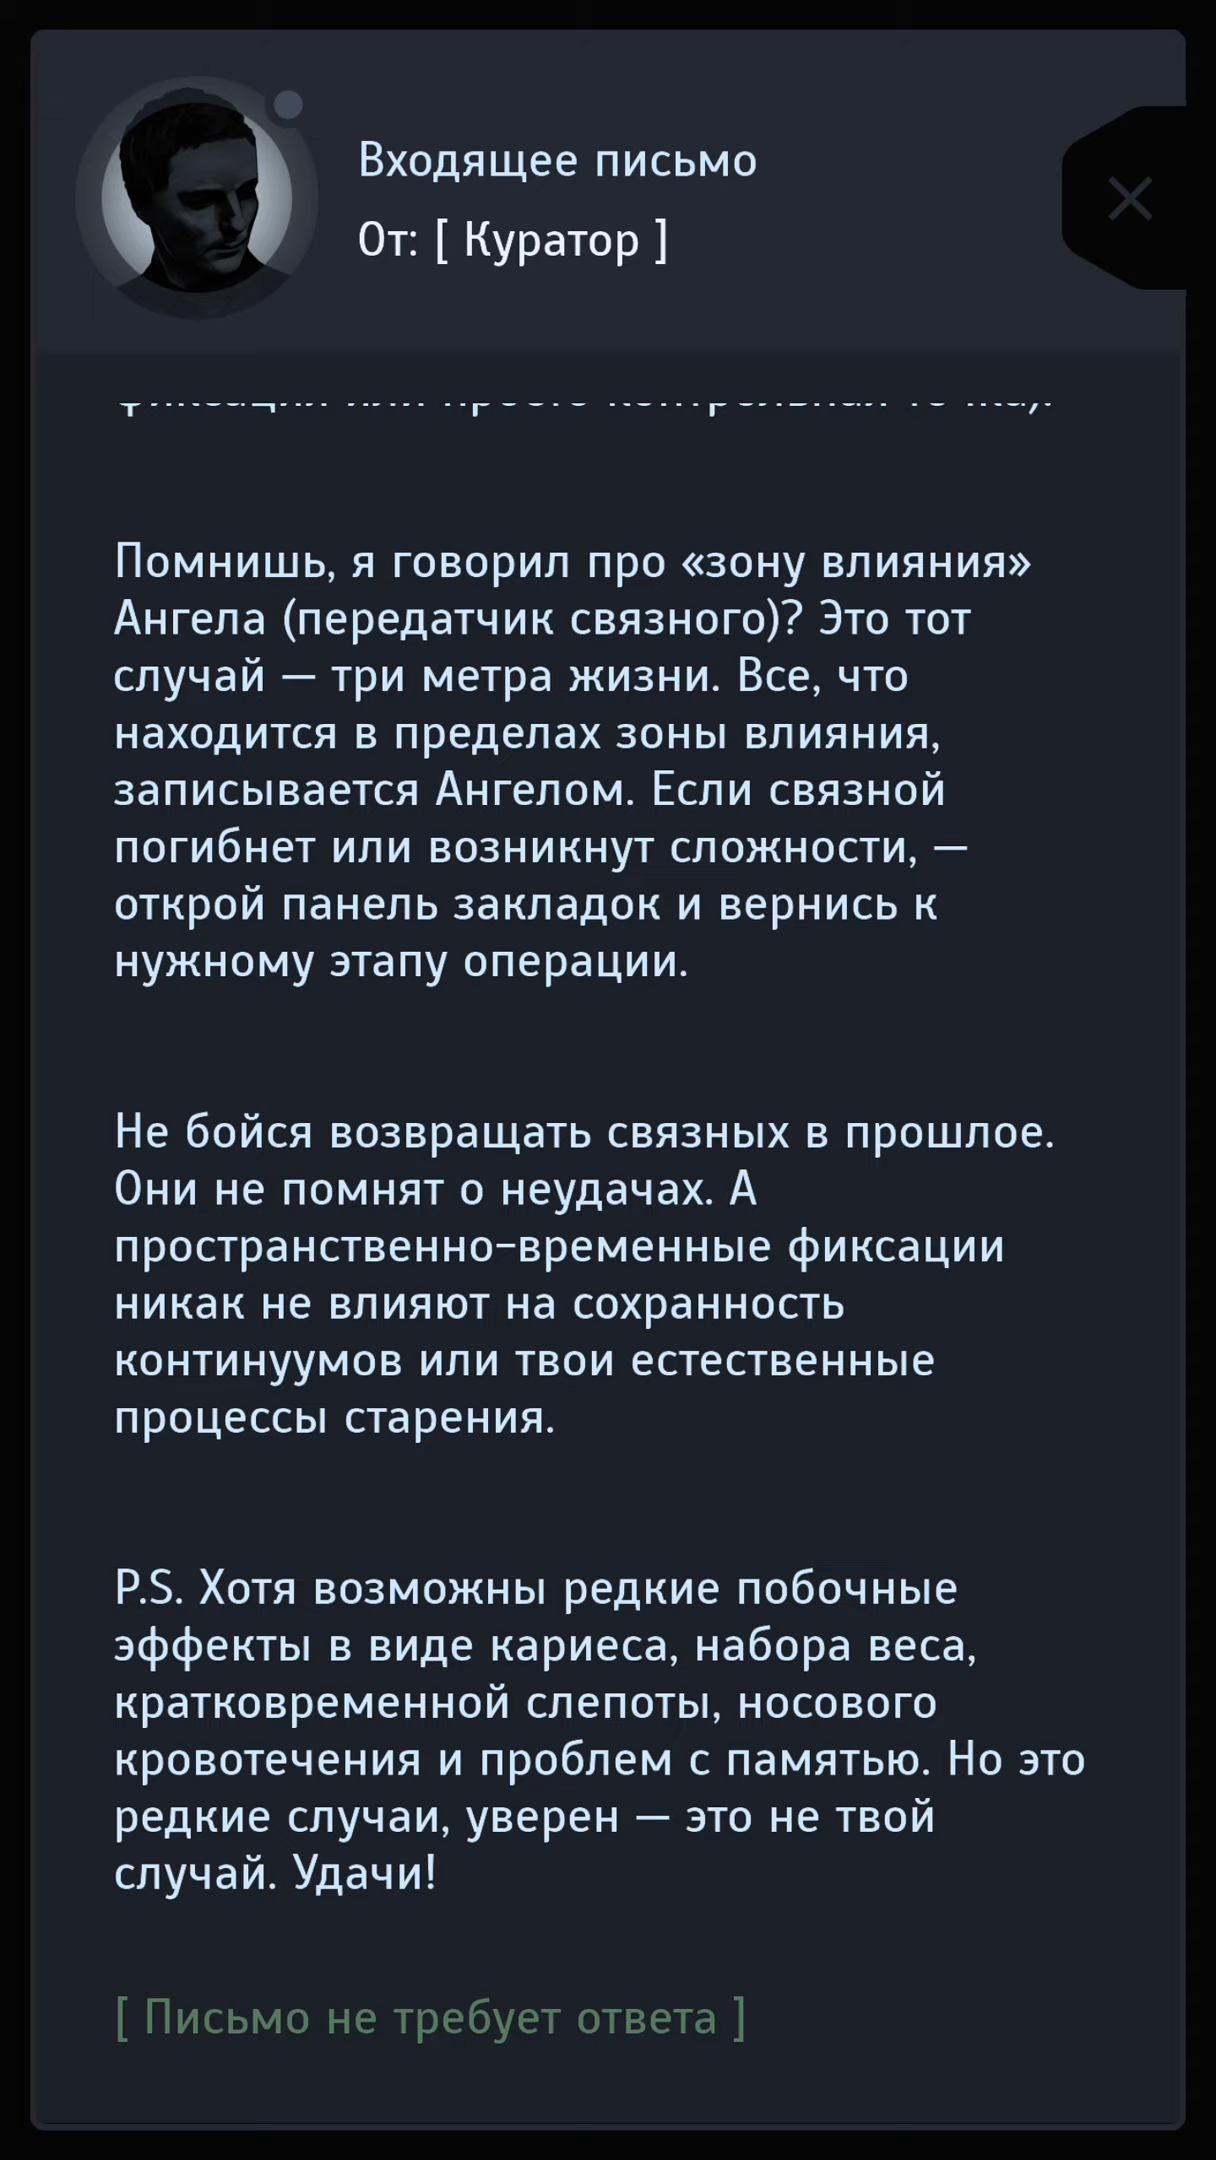 Входящее письмо
От: [ Куратор ]
Помнишь, я говорил про «зону влияния»
Ангела (передатчик связного)? Это тот
случай — три метра жизни. Все, что
находится в пределах зоны влияния,
записывается Ангелом. Если связной
погибнет или возникнут сложности, —
открой панель закладок и вернись к
нужному этапу операции.
Не бойся возвращать связных в прошлое.
Они не помнят о неудачах. А
пространственно-временные фиксации
никак не влияют на сохранность
континуумов или твои естественные
процессы старения.
P.S. Хотя возможны редкие побочные
эффекты в виде кариеса, набора веса,
кратковременной слепоты, носового
кровотечения и проблем с памятью. Но это
редкие случаи, уверен — это не твой
случай. Удачи!
[ Письмо не требует ответа ]